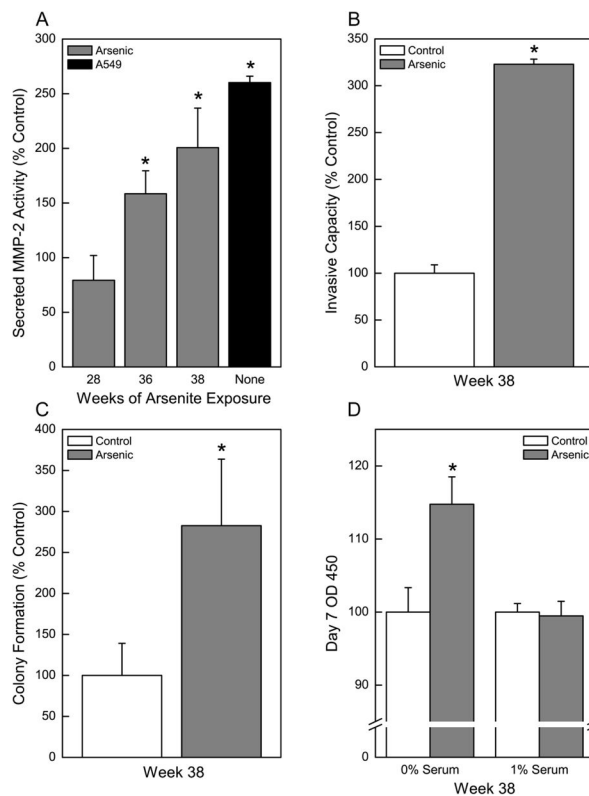 A
Arsenic
A549
300
250
200
150
100
50
0
*
*
*
Secreted MMP-2 Activity (% Control)
28 36 38 None
Weeks of Arsenite Exposure
B
Control
Arsenic
350
300
250
200
150
100
50
0
*
Invasive Capacity (% Control)
Week 38
C
Control
Arsenic
400
350
300
250
200
150
100
50
0
*
Colony Formation (% Control)
Week 38
D
Control
Arsenic
120
110
100
90
0
*
Day 7 OD 450
0% Serum 1% Serum
Week 38